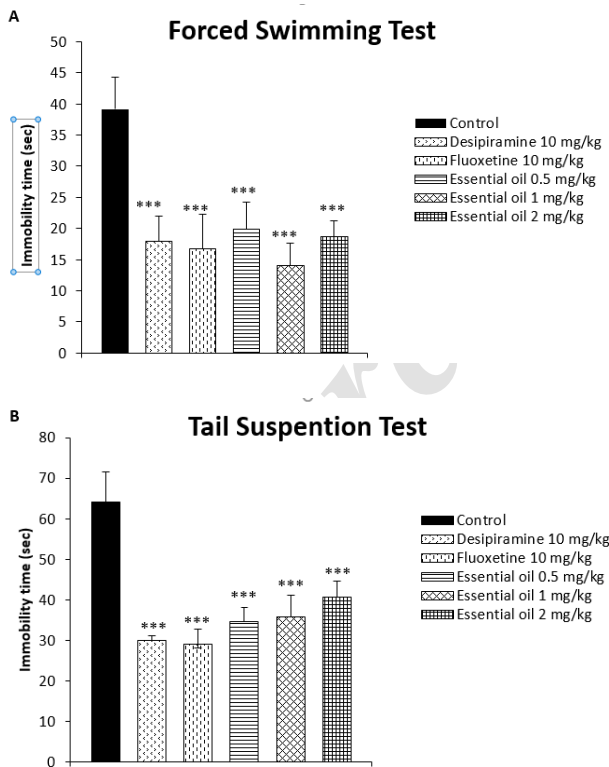 A
Forced Swimming Test
50
45
40
35
30
25
20
15
10
5
0
Immobility time (sec)
***
***
***
***
***
Control
Desipiramine 10 mg/kg
Fluoxetine 10 mg/kg
Essential oil 0.5 mg/kg
Essential oil 1 mg/kg
Essential oil 2 mg/kg
B
Tail Suspention Test
80
70
60
50
40
30
20
10
0
Immobility time (sec)
***
***
***
***
***
Control
Desipiramine 10 mg/kg
Fluoxetine 10 mg/kg
Essential oil 0.5 mg/kg
Essential oil 1 mg/kg
Essential oil 2 mg/kg